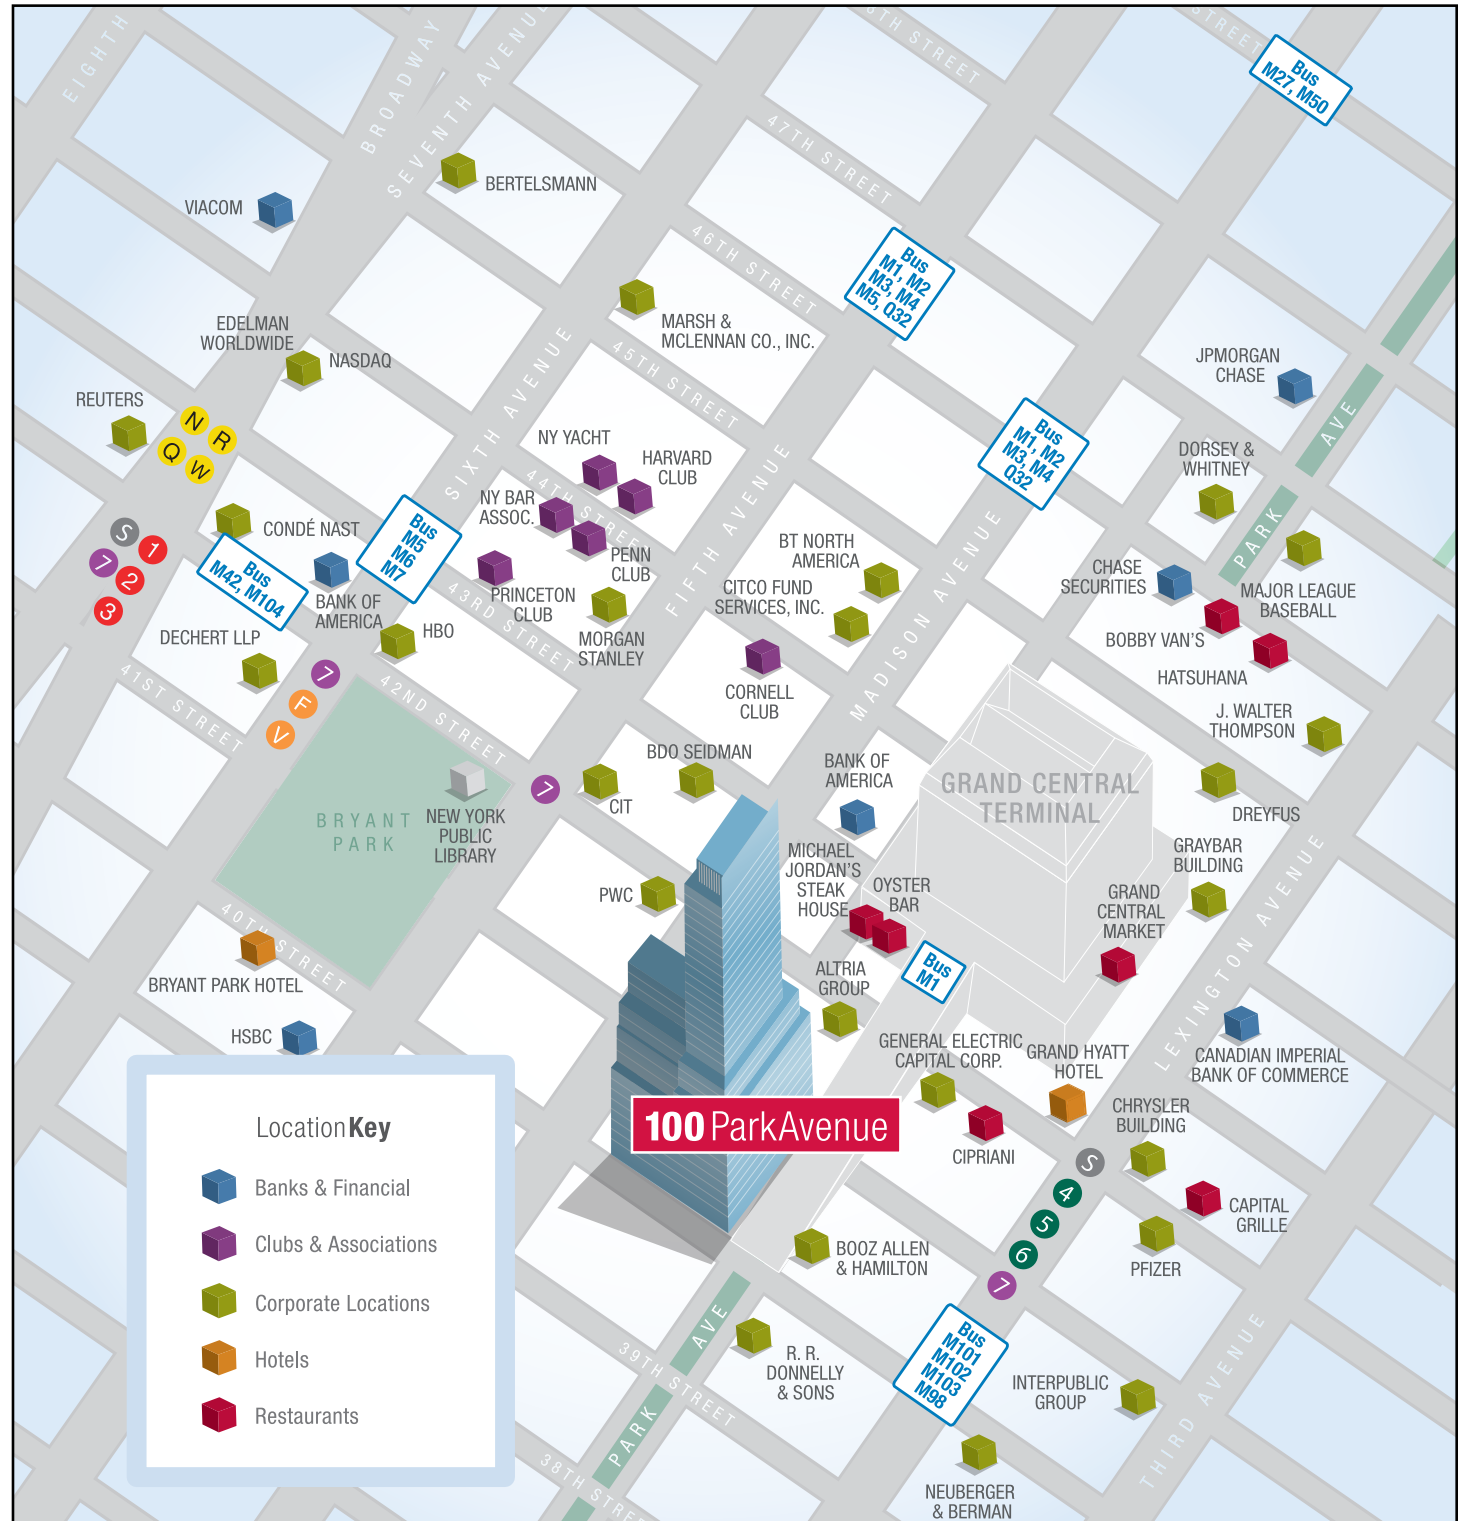 EIGHTH
BROADWAY
SEVENTH AVENUE
STREET
STREET
Bus
M27, M50
47TH STREET
BERTELSMANN
VIACOM
46TH STREET
Bus
M1, M2
M3, M4
M5, Q32
MARSH &
MCLENNAN CO., INC.
EDELMAN
WORLDWIDE
NASDAQ
45TH STREET
SIXTH AVENUE
JPMORGAN
CHASE
REUTERS
N
R
Q
W
NY YACHT
HARVARD
CLUB
44TH STREET
NY BAR
ASSOC.
PENN
CLUB
FIFTH AVENUE
Bus
M1, M2
M3, M4
Q32
DORSEY &
WHITNEY
PARK AVE
CONDÉ NAST
Bus
M5
M6
M7
S
1
7
2
3
Bus
M42, M104
BANK OF
AMERICA
PRINCETON
CLUB
43RD STREET
MORGAN
STANLEY
BT NORTH
AMERICA
CITCO FUND
SERVICES, INC.
MADISON AVENUE
CHASE
SECURITIES
MAJOR LEAGUE
BASEBALL
BOBBY VAN'S
HATSUHANA
DECHERT LLP
HBO
41ST STREET
7
F
V
42ND STREET
CORNELL
CLUB
J. WALTER
THOMPSON
BDO SEIDMAN
BANK OF
AMERICA
GRAND CENTRAL
TERMINAL
CIT
7
BRYANT
PARK
NEW YORK
PUBLIC
LIBRARY
DREYFUS
GRAYBAR
BUILDING
MICHAEL
JORDAN'S
STEAK
HOUSE
OYSTER
BAR
GRAND
CENTRAL
MARKET
PWC
LEXINGTON AVENUE
40TH STREET
BRYANT PARK HOTEL
Bus
M1
ALTRIA
GROUP
HSBC
GENERAL ELECTRIC
CAPITAL CORP.
GRAND HYATT
HOTEL
CANADIAN IMPERIAL
BANK OF COMMERCE
CHRYSLER
BUILDING
100 ParkAvenue
CIPRIANI
S
4
5
6
7
CAPITAL
GRILLE
PFIZER
BOOZ ALLEN
& HAMILTON
LocationKey
Banks & Financial
Clubs & Associations
Corporate Locations
Hotels
Restaurants
PARK AVE
39TH STREET
R. R.
DONNELLY
& SONS
Bus
M101
M102
M103
M98
INTERPUBLIC
GROUP
THIRD AVENUE
38TH STREE
NEUBERGER
& BERMAN